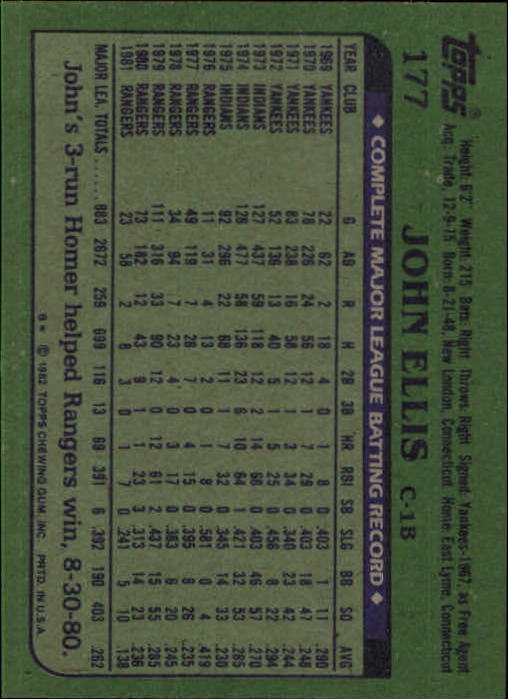 topps®
Height: 6'2" Weight: 215 Bats: Right Throws: Right Signed: Yankees-1967, as Free Agent
Acq: Trade, 12-9-75 Born: 8-21-48, New London, Connecticut Home: East Lyme, Connecticut
177 JOHN ELLIS C-1B
◆ COMPLETE MAJOR LEAGUE BATTING RECORD ◆
YEAR CLUB G AB R H 2B 3B HR RBI SB SLG BB SO AVG
1969 YANKEES 22 62 2 18 4 0 1 8 0 .403 1 11 .290
1970 YANKEES 78 226 24 56 12 1 7 29 0 .403 18 47 .248
1971 YANKEES 83 238 16 58 12 1 3 34 0 .340 23 42 .244
1972 YANKEES 52 136 13 40 5 1 5 25 0 .456 8 22 .294
1973 INDIANS 127 437 59 118 12 2 14 68 0 .403 46 57 .270
1974 INDIANS 128 477 58 136 23 6 10 64 1 .421 32 53 .285
1975 INDIANS 92 296 22 68 11 1 7 32 0 .345 14 33 .230
1976 RANGERS 11 31 4 13 2 0 1 8 0 .581 0 4 .419
1977 RANGERS 49 119 7 28 7 0 4 15 0 .395 8 26 .235
1978 RANGERS 34 94 7 23 4 0 3 17 0 .383 6 20 .245
1979 RANGERS 111 316 33 90 12 0 12 61 2 .437 15 55 .285
1980 RANGERS 73 182 12 43 9 1 1 23 3 .313 14 23 .236
1981 RANGERS 23 58 2 8 3 0 1 7 0 .241 5 10 .138
MAJOR LEA. TOTALS ...... 883 2672 259 699 116 13 69 391 6 .392 190 403 .262
John's 3-run Homer helped Rangers win, 8-30-80.
B* © 1982 TOPPS CHEWING GUM, INC. PRTD. IN U.S.A.